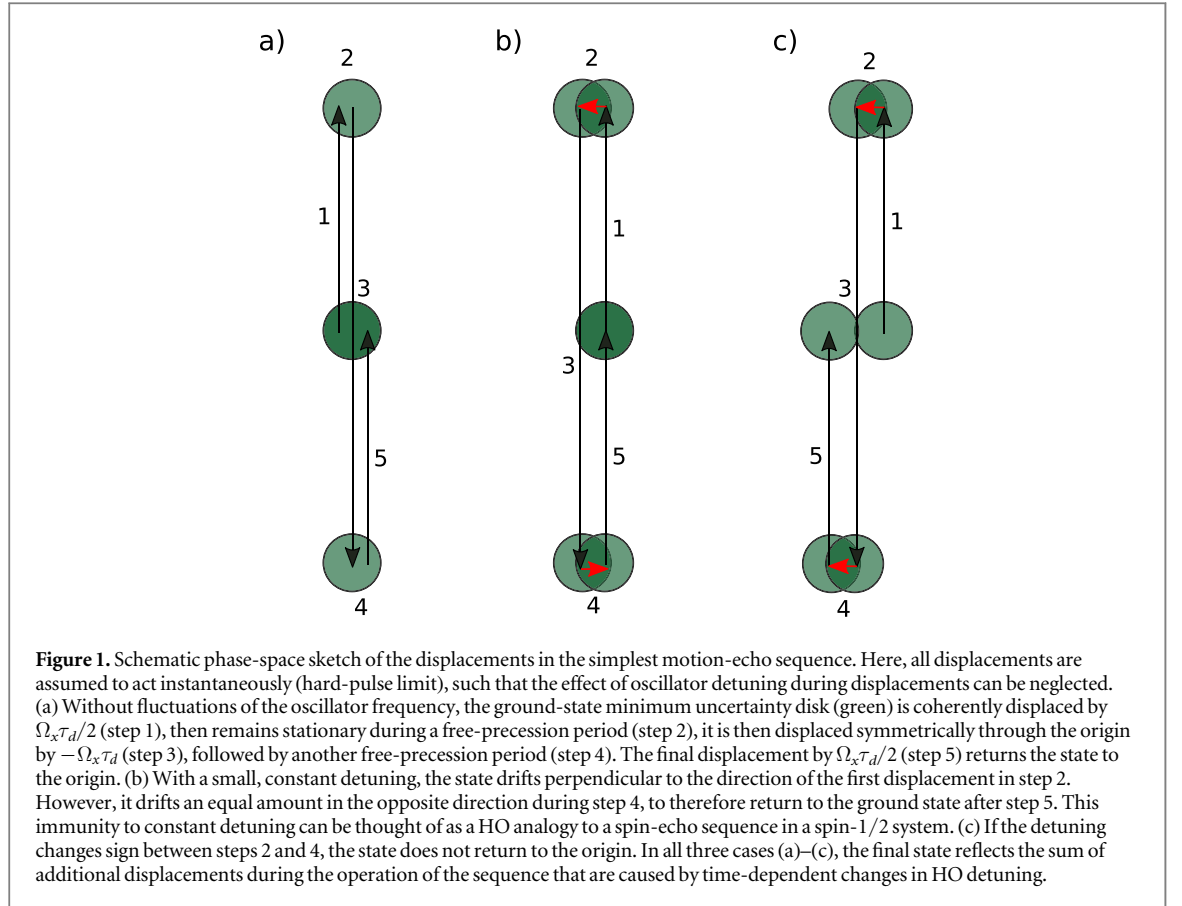 a)
b)
c)
2
2
2
1
1
1
3
3
3
5
5
5
4
4
4
Figure 1. Schematic phase-space sketch of the displacements in the simplest motion-echo sequence. Here, all displacements are
assumed to act instantaneously (hard-pulse limit), such that the effect of oscillator detuning during displacements can be neglected.
(a) Without fluctuations of the oscillator frequency, the ground-state minimum uncertainty disk (green) is coherently displaced by
Ωₓτ_d/2 (step 1), then remains stationary during a free-precession period (step 2), it is then displaced symmetrically through the origin
by −Ωₓτ_d (step 3), followed by another free-precession period (step 4). The final displacement by Ωₓτ_d/2 (step 5) returns the state to
the origin. (b) With a small, constant detuning, the state drifts perpendicular to the direction of the first displacement in step 2.
However, it drifts an equal amount in the opposite direction during step 4, to therefore return to the ground state after step 5. This
immunity to constant detuning can be thought of as a HO analogy to a spin-echo sequence in a spin-1/2 system. (c) If the detuning
changes sign between steps 2 and 4, the state does not return to the origin. In all three cases (a)–(c), the final state reflects the sum of
additional displacements during the operation of the sequence that are caused by time-dependent changes in HO detuning.